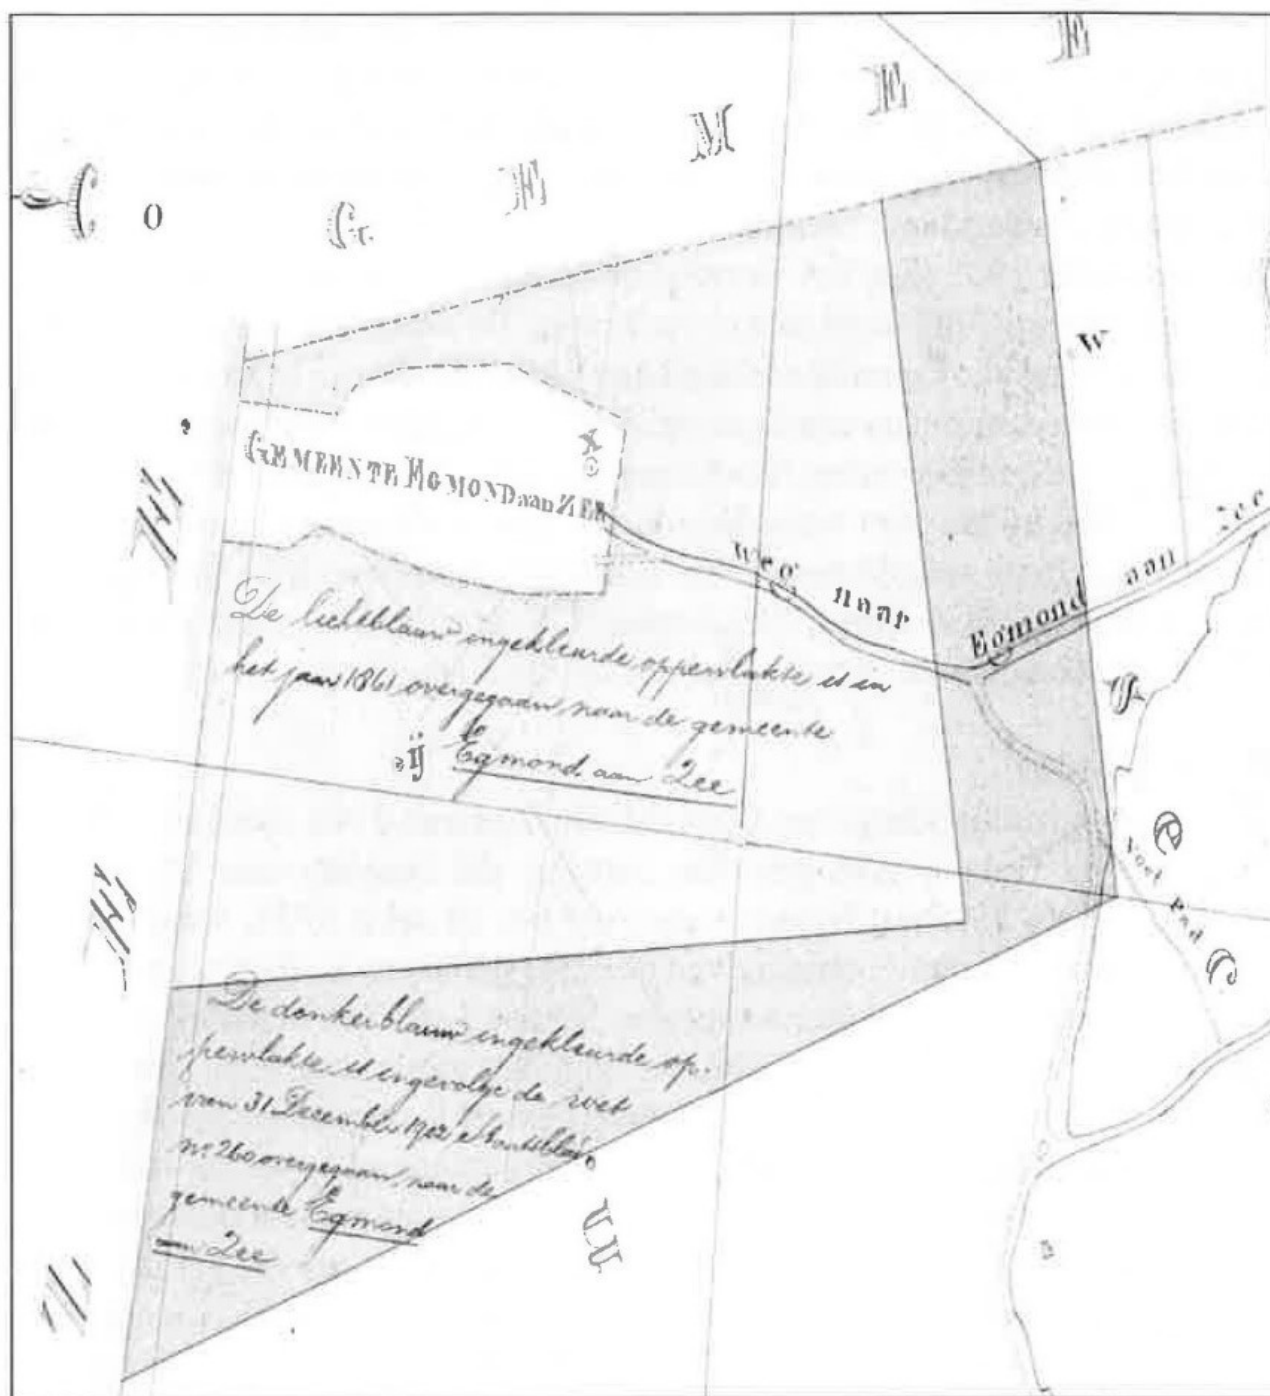 G E M E E
O
W
GEMEENTE EGMOND aan ZEE
Weg naar Egmond aan Zee
De lichtblauw ingekleurde oppervlakte is in
het jaar 1861 overgegaan naar de gemeente
Egmond aan Zee
Voet Pad
De donkerblauw ingekleurde op-
pervlakte is ingevolge de wet
van 31 December 1902 Staatsblad
no. 260 overgegaan naar de
gemeente Egmond
aan Zee